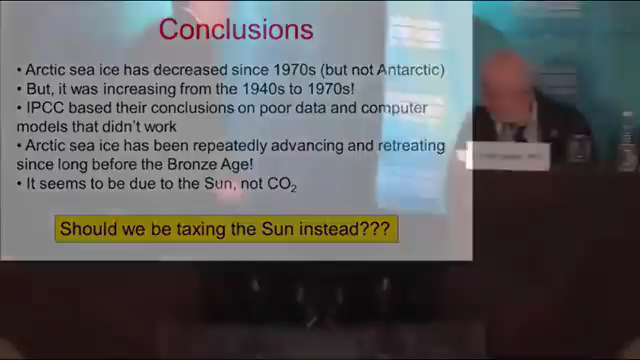 Conclusions
• Arctic sea ice has decreased since 1970s (but not Antarctic)
• But, it was increasing from the 1940s to 1970s!
• IPCC based their conclusions on poor data and computer
models that didn't work
• Arctic sea ice has been repeatedly advancing and retreating
since long before the Bronze Age!
• It seems to be due to the Sun, not CO₂
Should we be taxing the Sun instead???